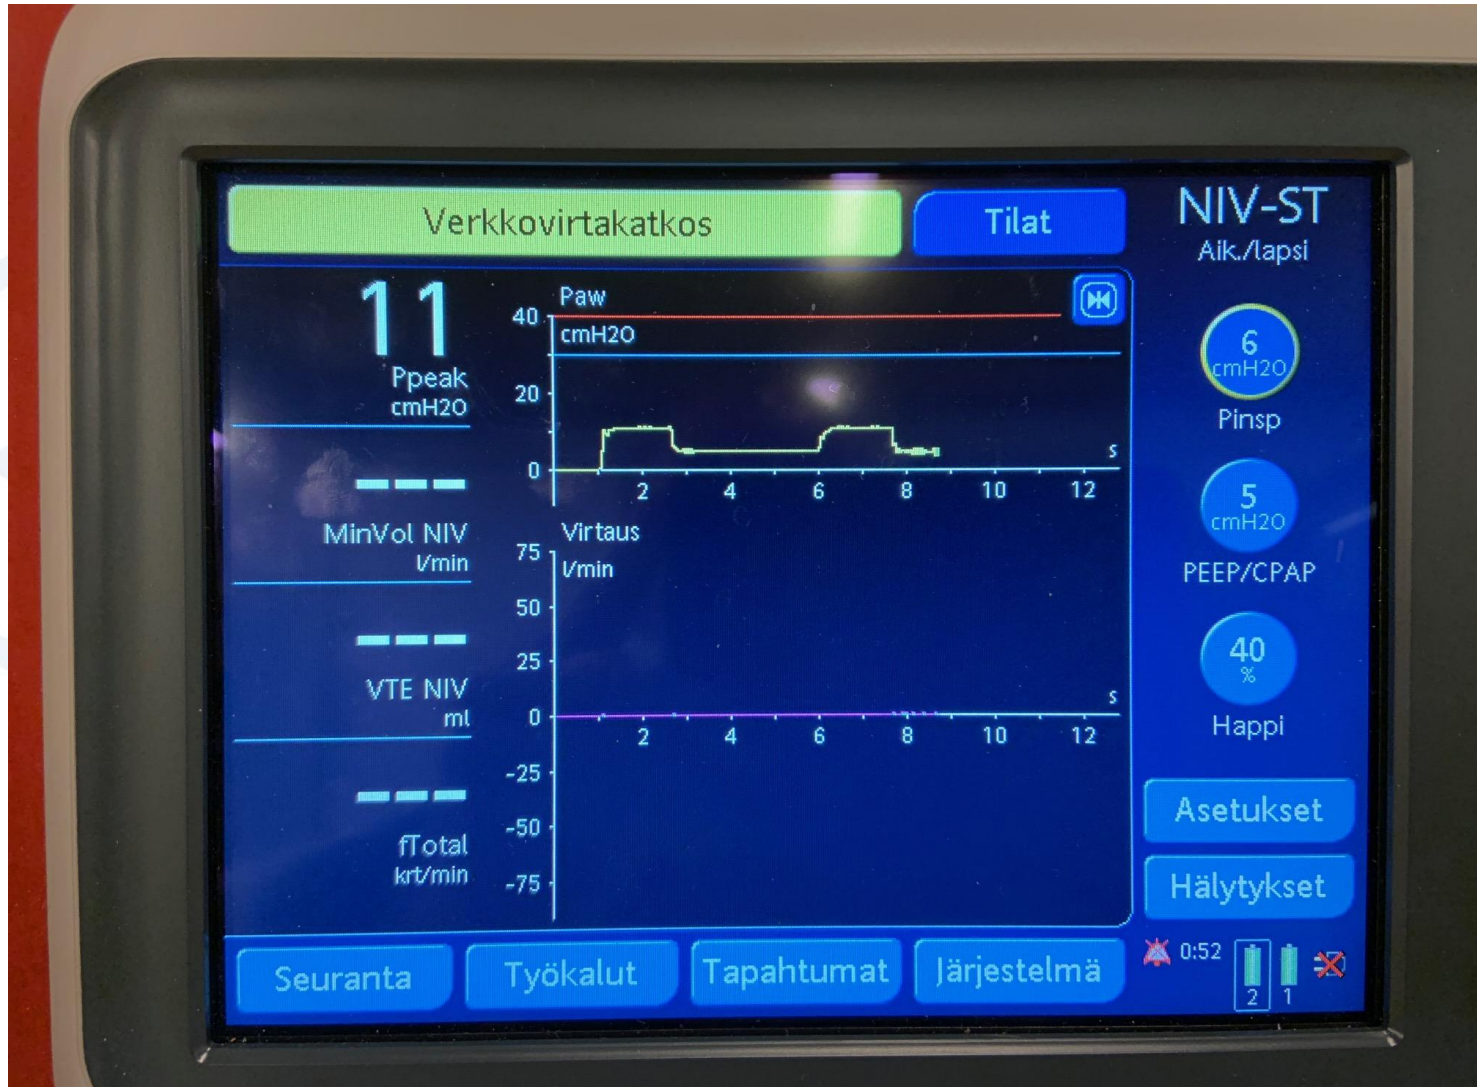 Verkkovirtakatkos
Tilat
NIV-ST
Aik./lapsi
11
Ppeak
cmH2O
---
MinVol NIV
l/min
---
VTE NIV
ml
---
fTotal
krt/min
Paw
40
cmH2O
20
0
s
2 4 6 8 10 12
Virtaus
75
l/min
50
25
0
s
2 4 6 8 10 12
-25
-50
-75
6
cmH2O
Pinsp
5
cmH2O
PEEP/CPAP
40
%
Happi
Asetukset
Hälytykset
Seuranta
Työkalut
Tapahtumat
Järjestelmä
0:52
2 1